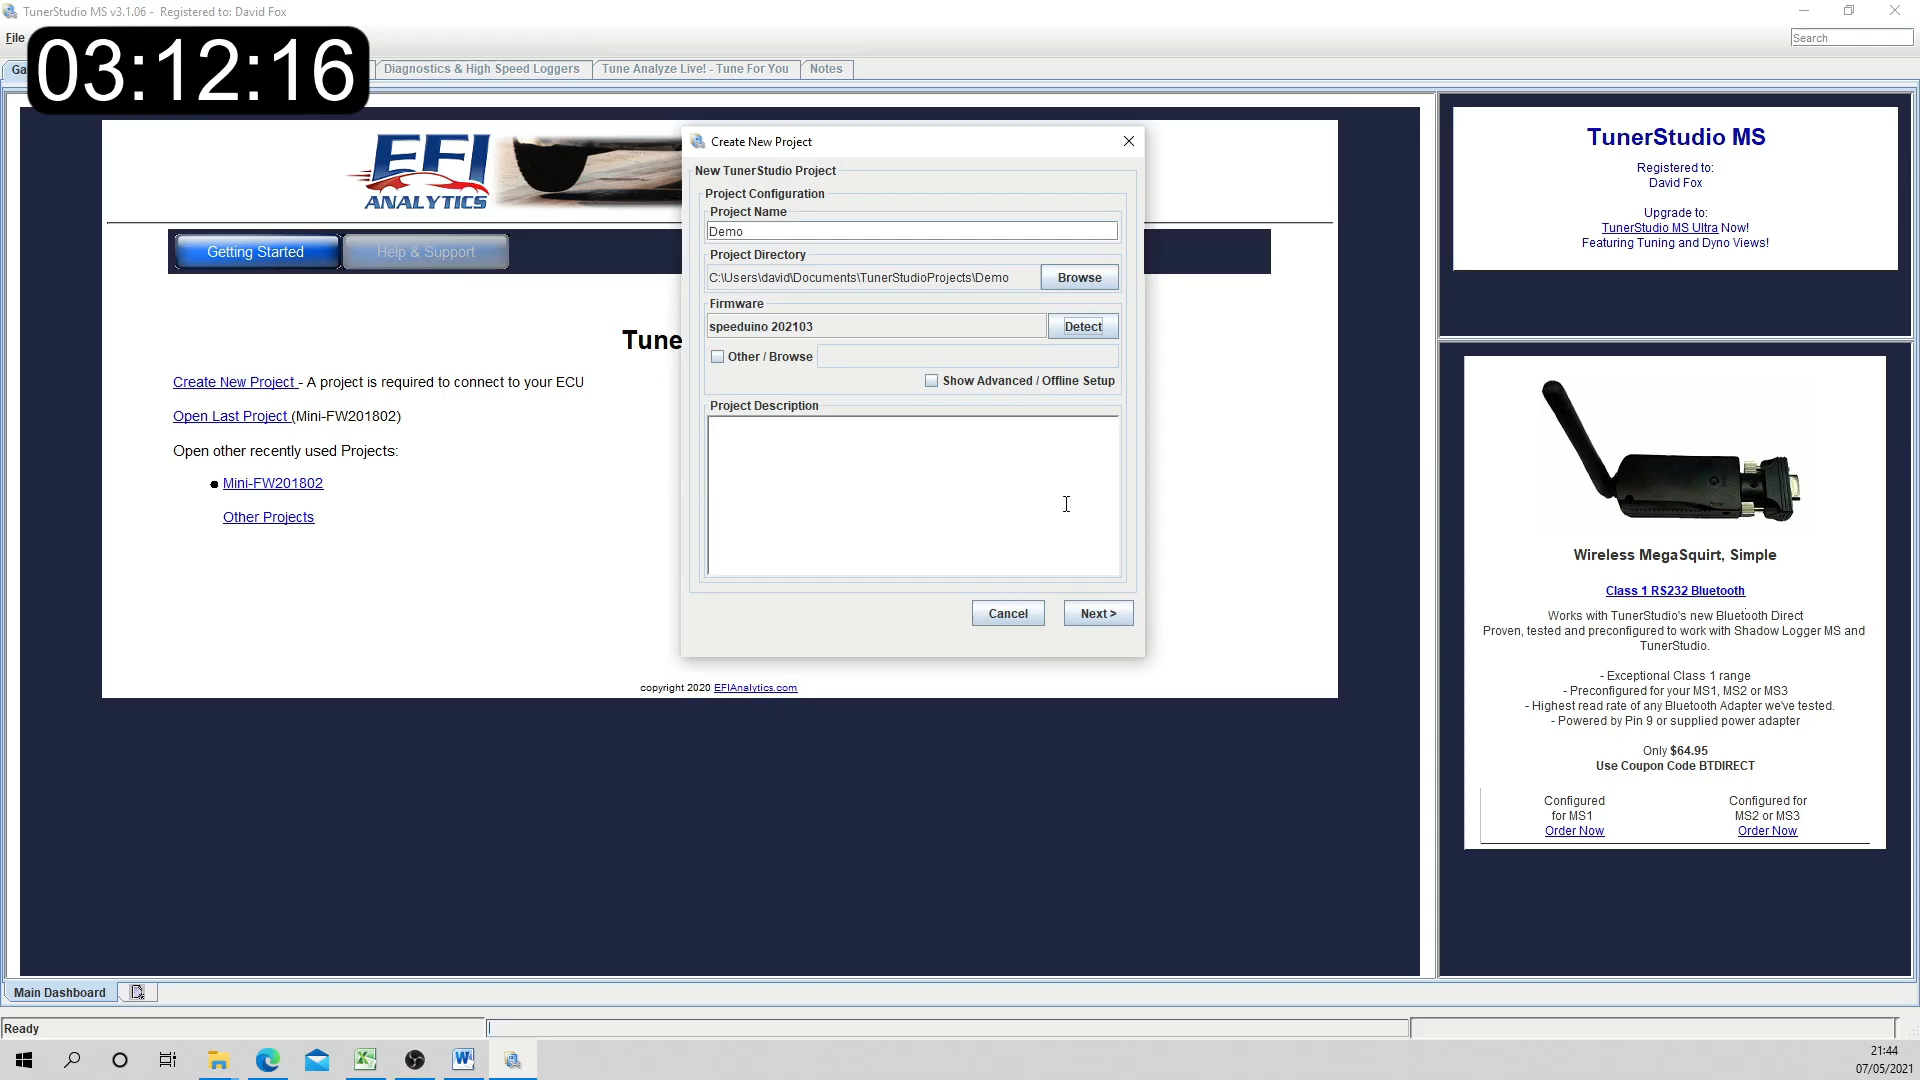 TunerStudio MS v3.1.06 - Registered to: David Fox
File
Search
03:12:16
Ga
Diagnostics & High Speed Loggers
Tune Analyze Live! - Tune For You
Notes
EFI
ANALYTICS
Getting Started
Help & Support
Tune
Create New Project - A project is required to connect to your ECU
Open Last Project (Mini-FW201802)
Open other recently used Projects:
Mini-FW201802
Other Projects
copyright 2020 EFIAnalytics.com
Create New Project
New TunerStudio Project
Project Configuration
Project Name
Demo
Project Directory
C:\Users\david\Documents\TunerStudioProjects\Demo
Browse
Firmware
speeduino 202103
Detect
Other / Browse
Show Advanced / Offline Setup
Project Description
Cancel
Next >
TunerStudio MS
Registered to:
David Fox
Upgrade to:
TunerStudio MS Ultra Now!
Featuring Tuning and Dyno Views!
Wireless MegaSquirt, Simple
Class 1 RS232 Bluetooth
Works with TunerStudio's new Bluetooth Direct
Proven, tested and preconfigured to work with Shadow Logger MS and
TunerStudio.
- Exceptional Class 1 range
- Preconfigured for your MS1, MS2 or MS3
- Highest read rate of any Bluetooth Adapter we've tested.
- Powered by Pin 9 or supplied power adapter
Only $64.95
Use Coupon Code BTDIRECT
Configured
for MS1
Order Now
Configured for
MS2 or MS3
Order Now
Main Dashboard
Ready
21:44
07/05/2021